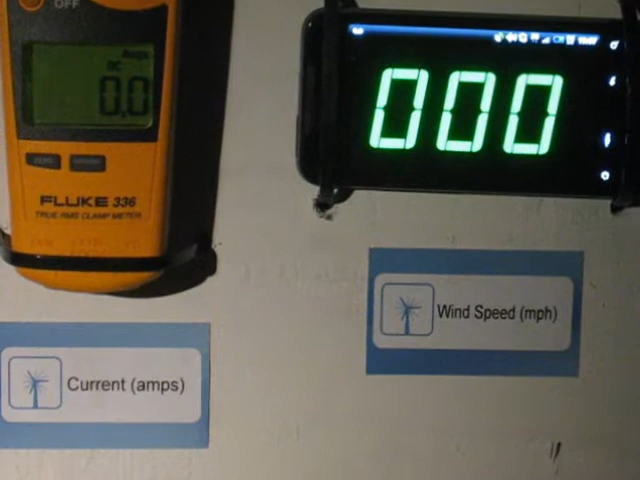 OFF
Amps
DC
0.0
ZERO
FLUKE 336
TRUE RMS CLAMP METER
000
Wind Speed (mph)
Current (amps)